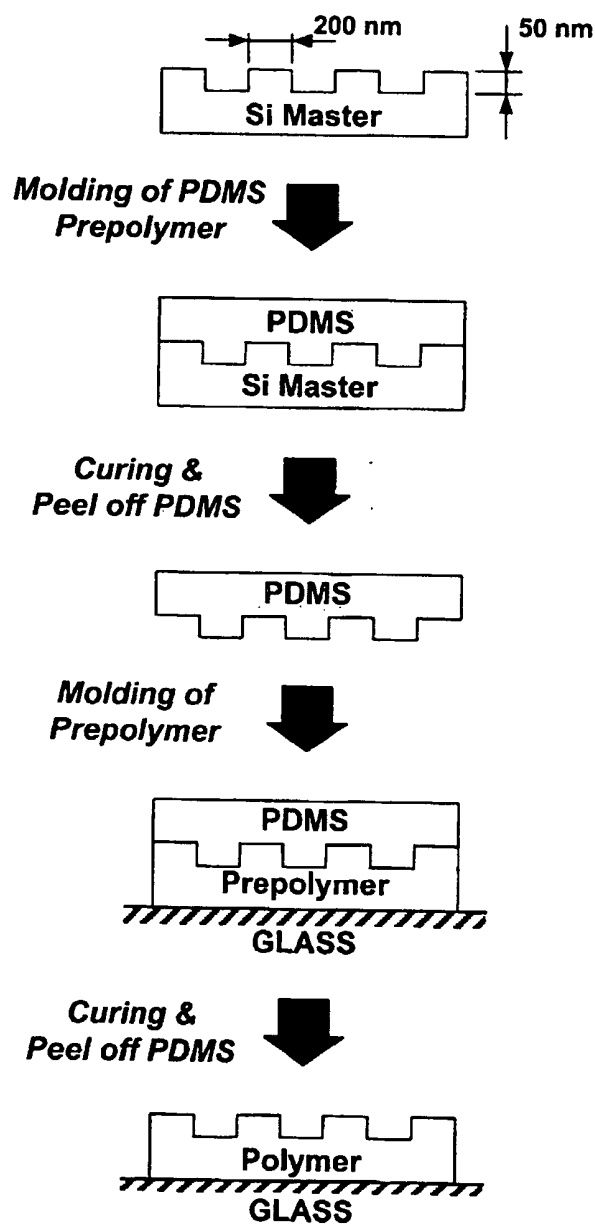 200 nm
50 nm
Si Master
Molding of PDMS
Prepolymer
PDMS
Si Master
Curing &
Peel off PDMS
PDMS
Molding of
Prepolymer
PDMS
Prepolymer
GLASS
Curing &
Peel off PDMS
Polymer
GLASS